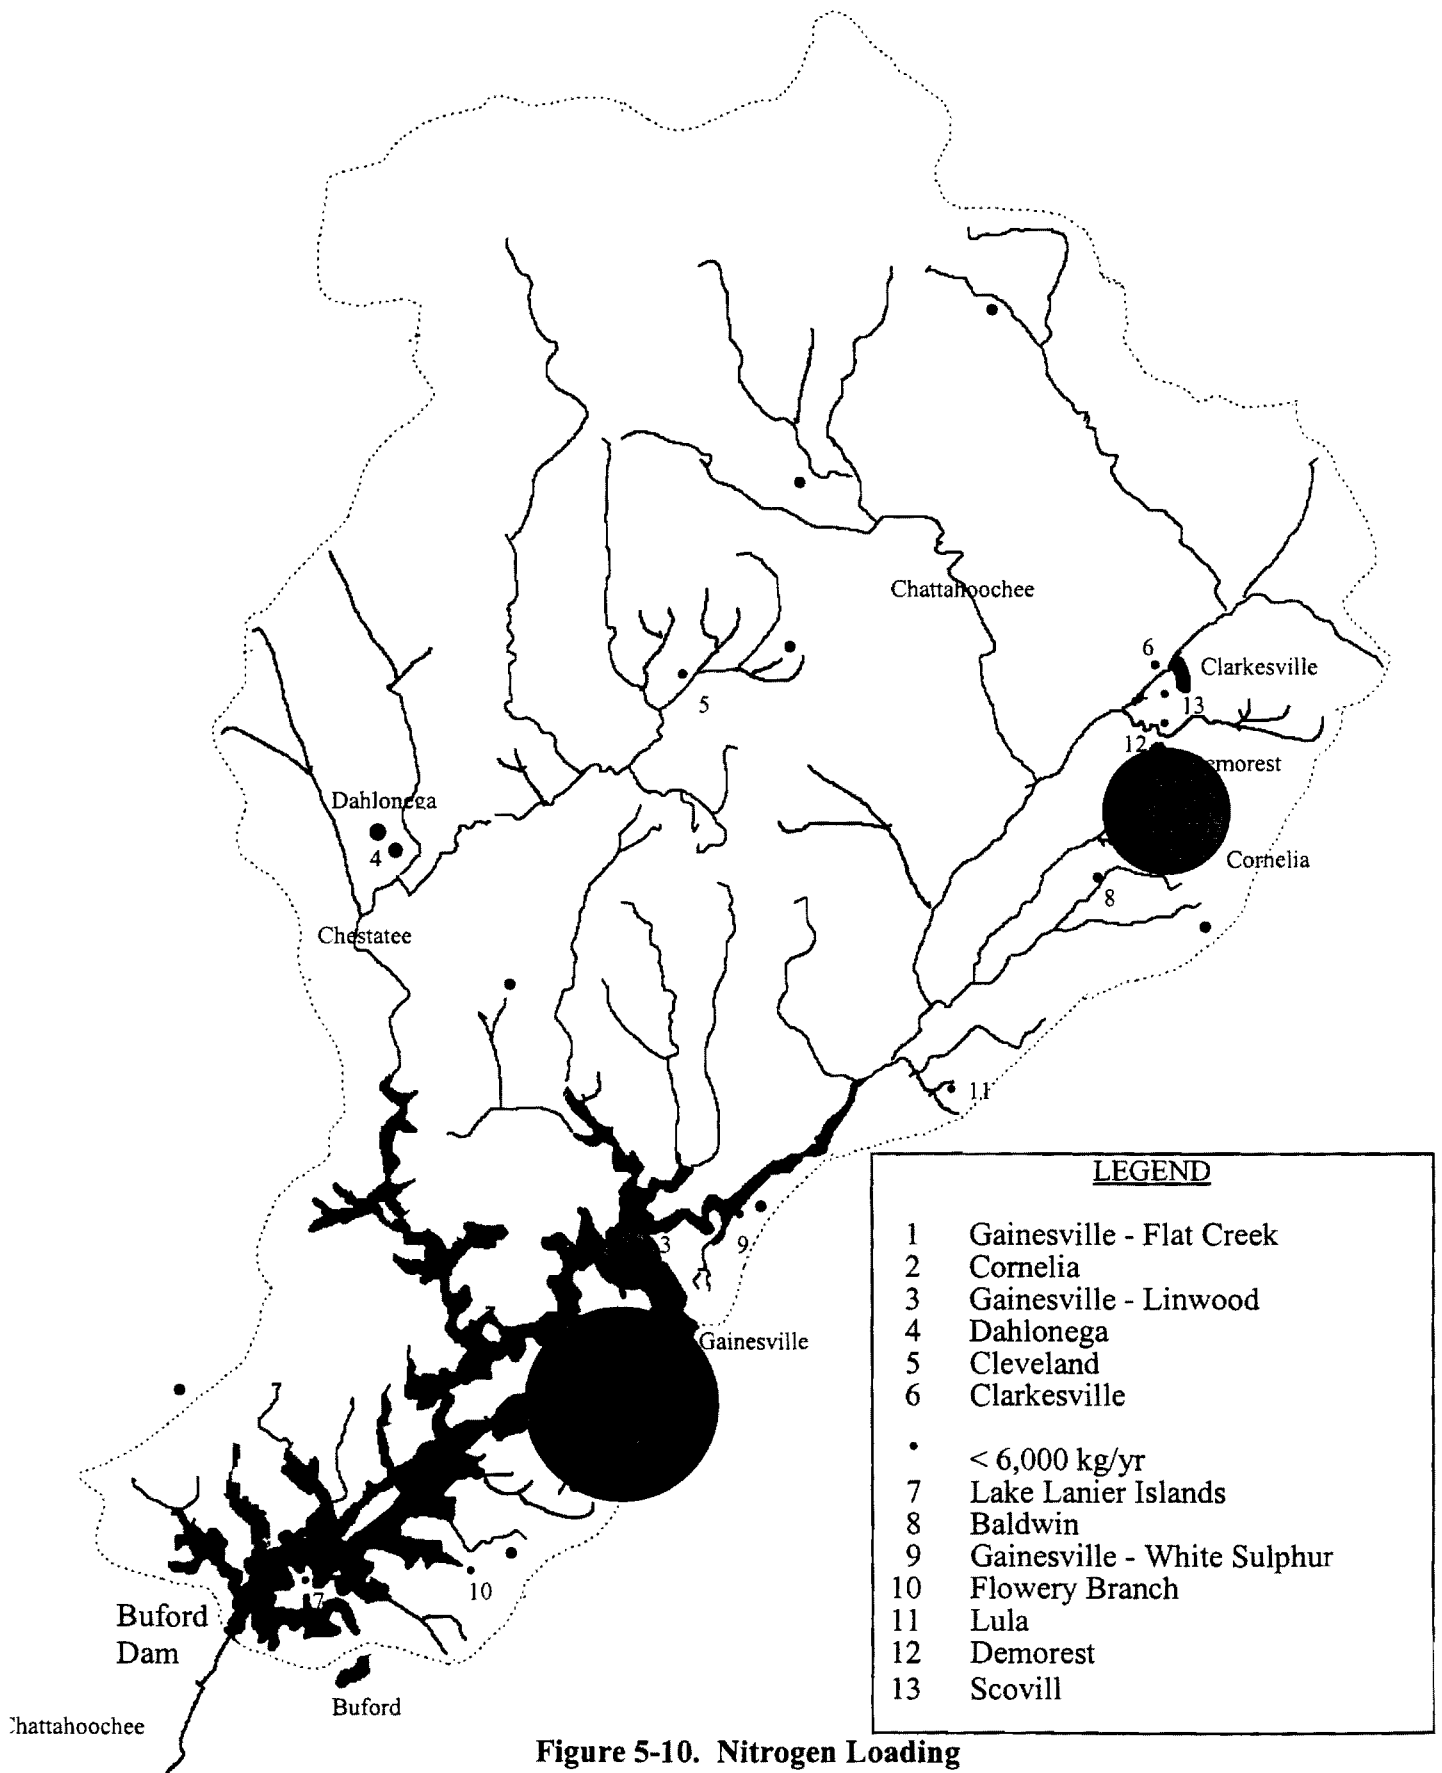 Chattahoochee
6
Clarkesville
13
5
12
emorest
Dahlonega
4
Cornelia
8
Chestatee
11
LEGEND
1 Gainesville - Flat Creek
2 Cornelia
3 Gainesville - Linwood
4 Dahlonega
5 Cleveland
6 Clarkesville
• < 6,000 kg/yr
7 Lake Lanier Islands
8 Baldwin
9 Gainesville - White Sulphur
10 Flowery Branch
11 Lula
12 Demorest
13 Scovill
3
9
Gainesville
10
7
Buford
Dam
Buford
hattahoochee
Figure 5-10. Nitrogen Loading